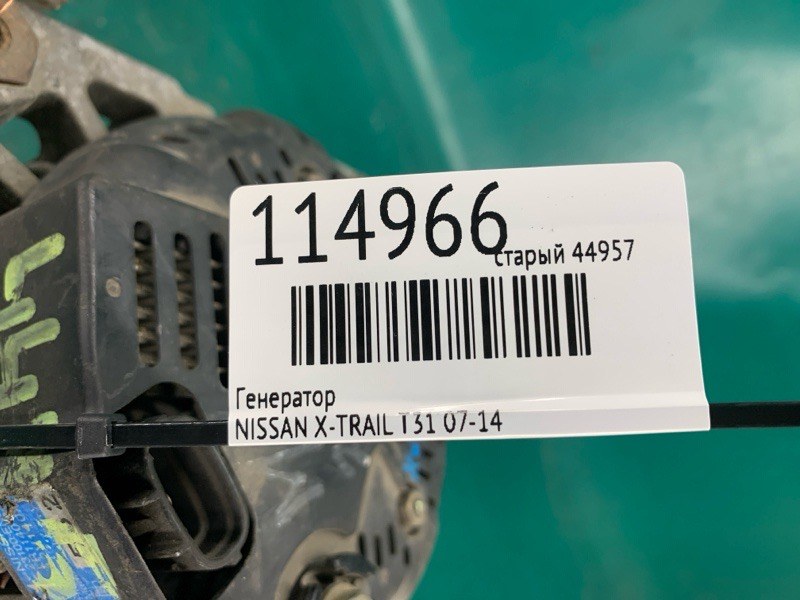 114966
старый 44957
Генератор
NISSAN X-TRAIL T31 07-14